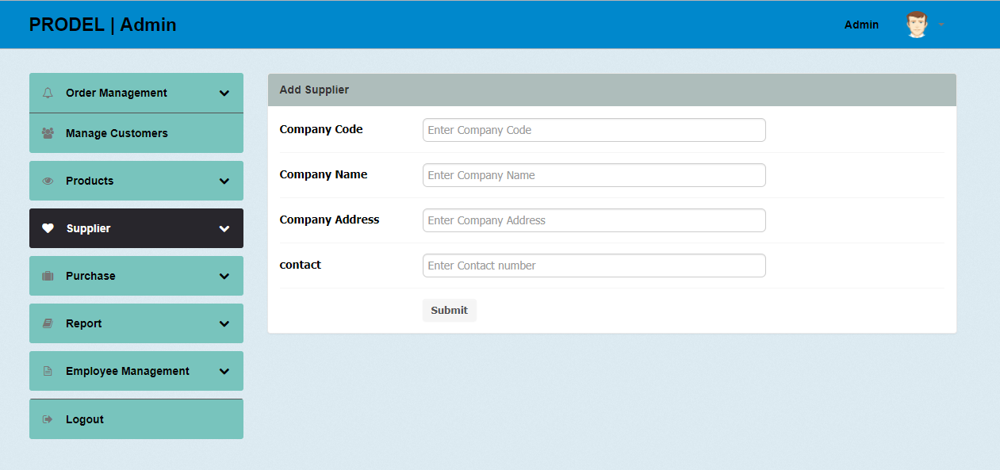 PRODEL | Admin
Admin
Order Management
Manage Customers
Products
Supplier
Purchase
Report
Employee Management
Logout
Add Supplier
Company Code
Enter Company Code
Company Name
Enter Company Name
Company Address
Enter Company Address
contact
Enter Contact number
Submit